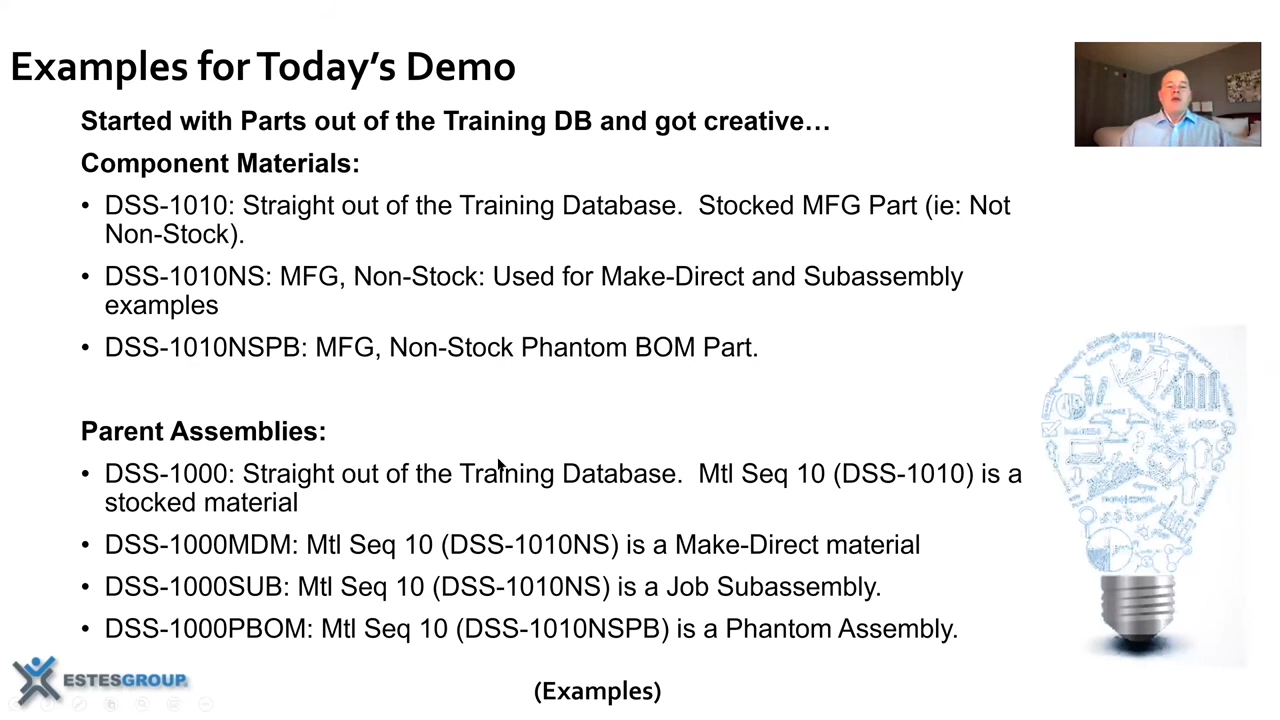 Examples for Today's Demo
Started with Parts out of the Training DB and got creative…
Component Materials:
• DSS-1010: Straight out of the Training Database.  Stocked MFG Part (ie: Not
Non-Stock).
• DSS-1010NS: MFG, Non-Stock: Used for Make-Direct and Subassembly
examples
• DSS-1010NSPB: MFG, Non-Stock Phantom BOM Part.
Parent Assemblies:
• DSS-1000: Straight out of the Training Database.  Mtl Seq 10 (DSS-1010) is a
stocked material
• DSS-1000MDM: Mtl Seq 10 (DSS-1010NS) is a Make-Direct material
• DSS-1000SUB: Mtl Seq 10 (DSS-1010NS) is a Job Subassembly.
• DSS-1000PBOM: Mtl Seq 10 (DSS-1010NSPB) is a Phantom Assembly.
ESTESGROUP
(Examples)